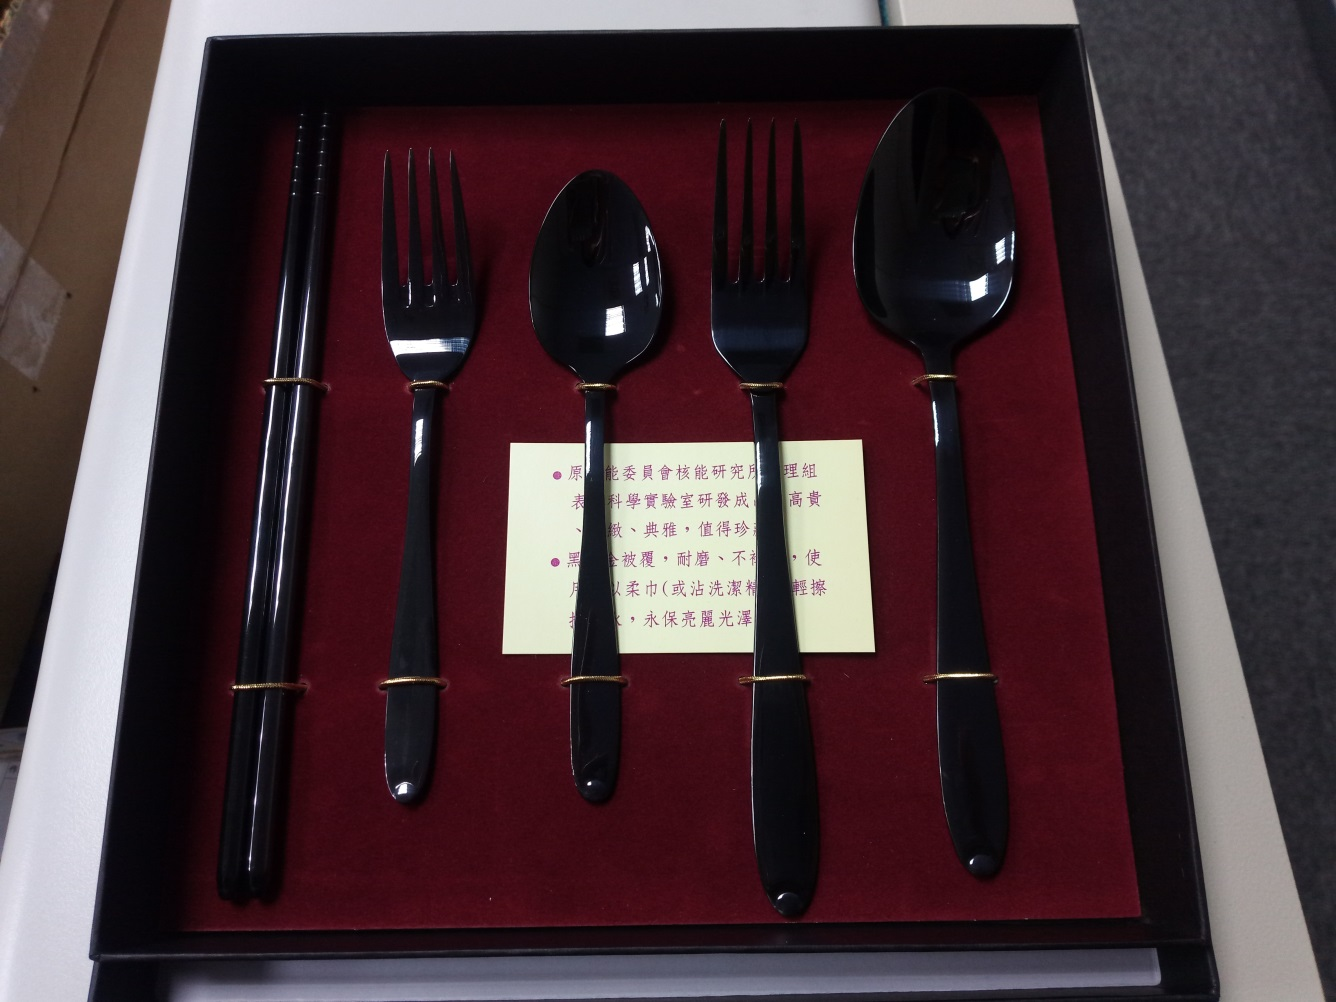 ●原能委員會核能研究所理組
表科學實驗室研發成高貴
、緻、典雅，值得珍
●黑金被覆，耐磨、不，使
以柔巾(或沾洗潔精輕擦
，永保亮麗光澤